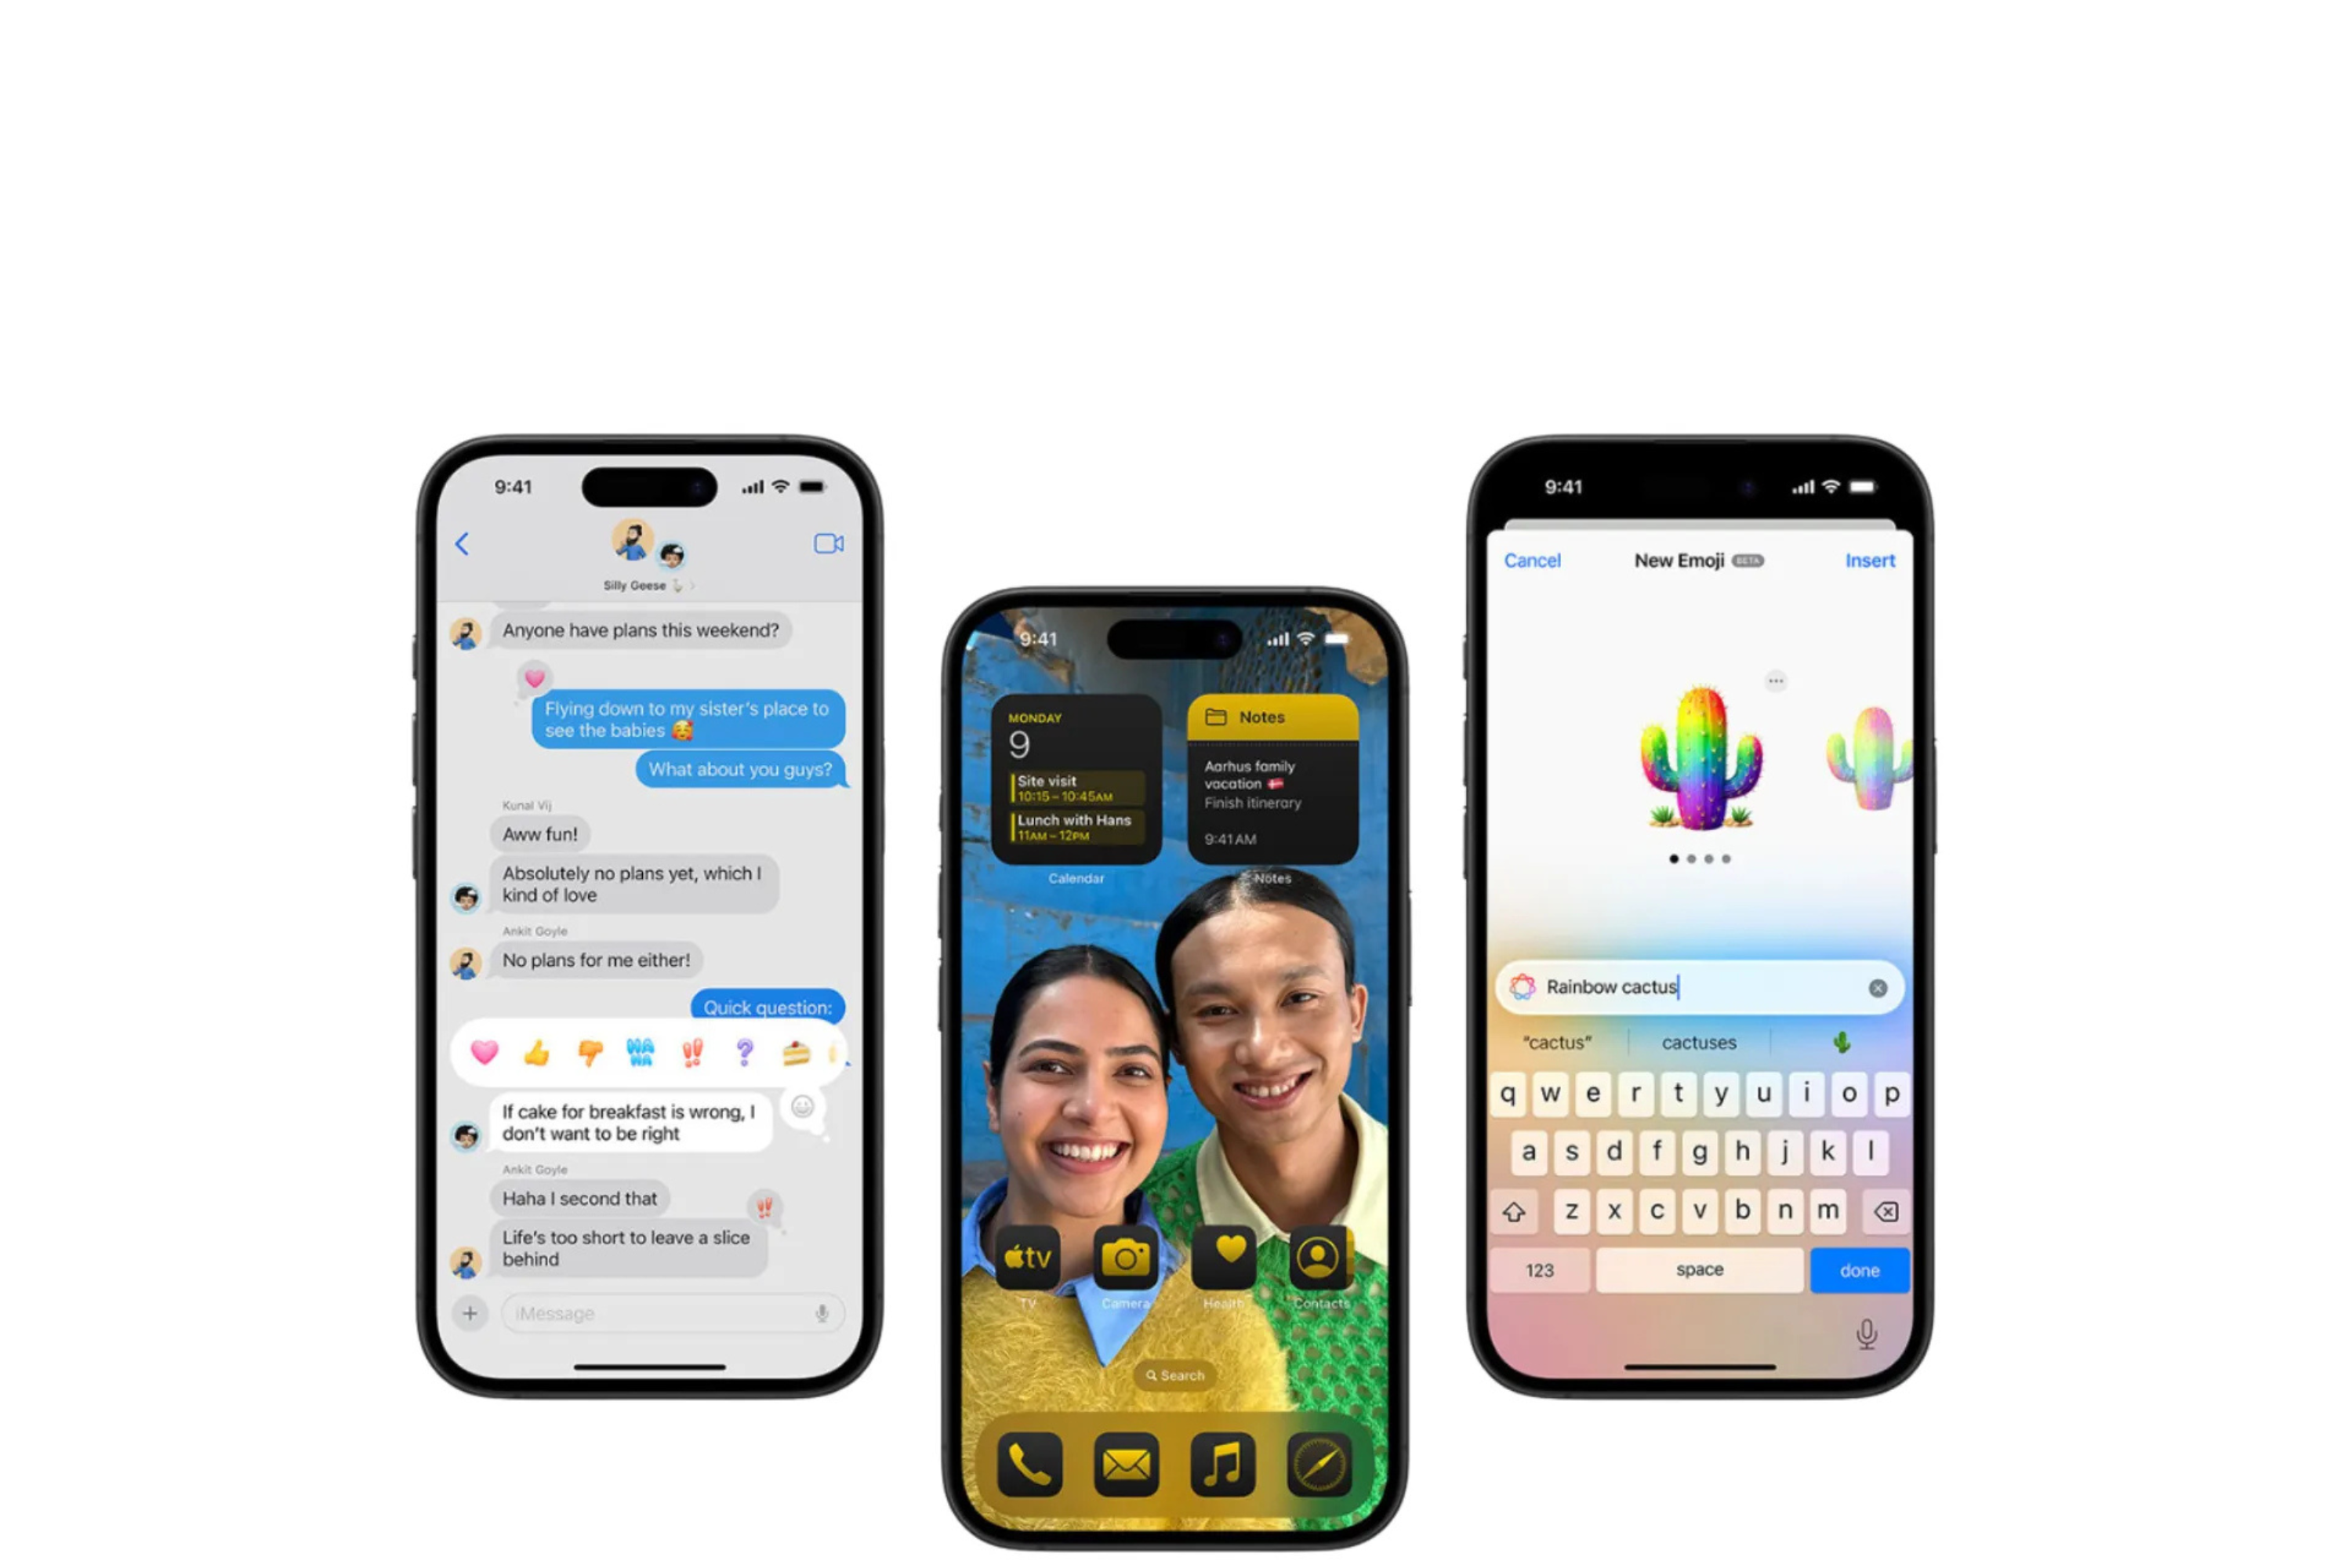 9:41
Silly Geese
Anyone have plans this weekend?
Flying down to my sister's place to
see the babies 🥰
What about you guys?
Kunal Vij
Aww fun!
Absolutely no plans yet, which I
kind of love
Ankit Goyle
No plans for me either!
Quick question:
HA
HA
‼️ ?
If cake for breakfast is wrong, I
don't want to be right
Ankit Goyle
Haha I second that
‼️
Life's too short to leave a slice
behind
+ iMessage
9:41
MONDAY
9
Site visit
10:15 – 10:45AM
Lunch with Hans
11AM – 12PM
Calendar
Notes
Aarhus family
vacation 🇩🇰
Finish itinerary
9:41AM
Notes
tv
TV
Camera
Health
Contacts
Search
9:41
Cancel New Emoji BETA Insert
Rainbow cactus
"cactus" cactuses 🌵
q w e r t y u i o p
a s d f g h j k l
z x c v b n m
123 space done